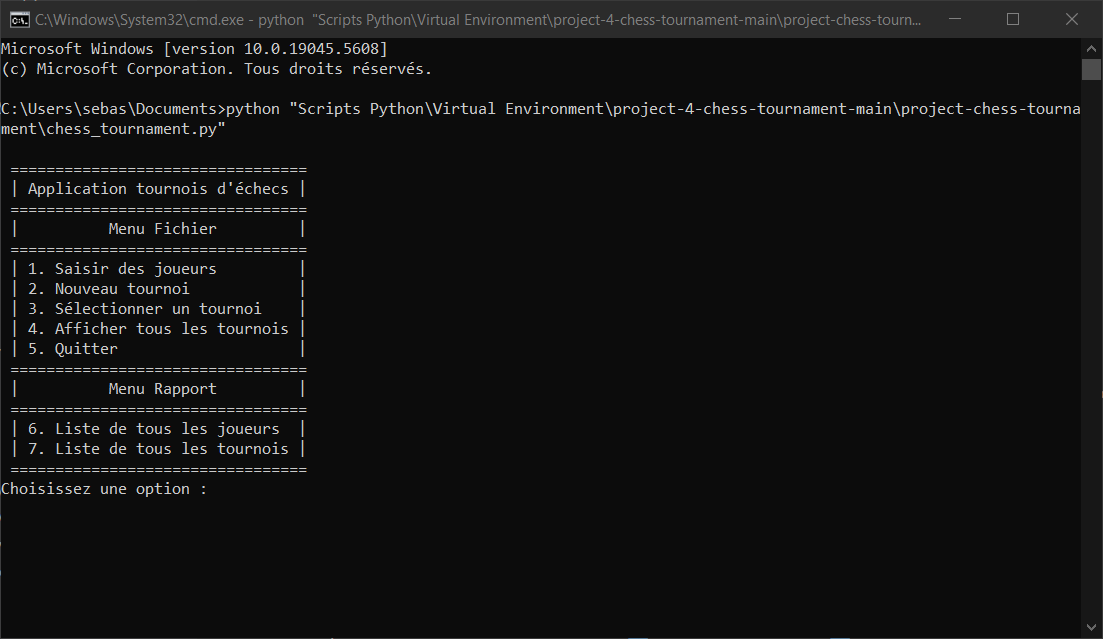 C:\Windows\System32\cmd.exe - python  "Scripts Python\Virtual Environment\project-4-chess-tournament-main\project-chess-tourn...
Microsoft Windows [version 10.0.19045.5608]
(c) Microsoft Corporation. Tous droits réservés.
C:\Users\sebas\Documents>python "Scripts Python\Virtual Environment\project-4-chess-tournament-main\project-chess-tourna
ment\chess_tournament.py"
=================================
| Application tournois d'échecs |
=================================
|          Menu Fichier         |
=================================
| 1. Saisir des joueurs         |
| 2. Nouveau tournoi            |
| 3. Sélectionner un tournoi    |
| 4. Afficher tous les tournois |
| 5. Quitter                    |
=================================
|          Menu Rapport         |
=================================
| 6. Liste de tous les joueurs  |
| 7. Liste de tous les tournois |
=================================
Choisissez une option :